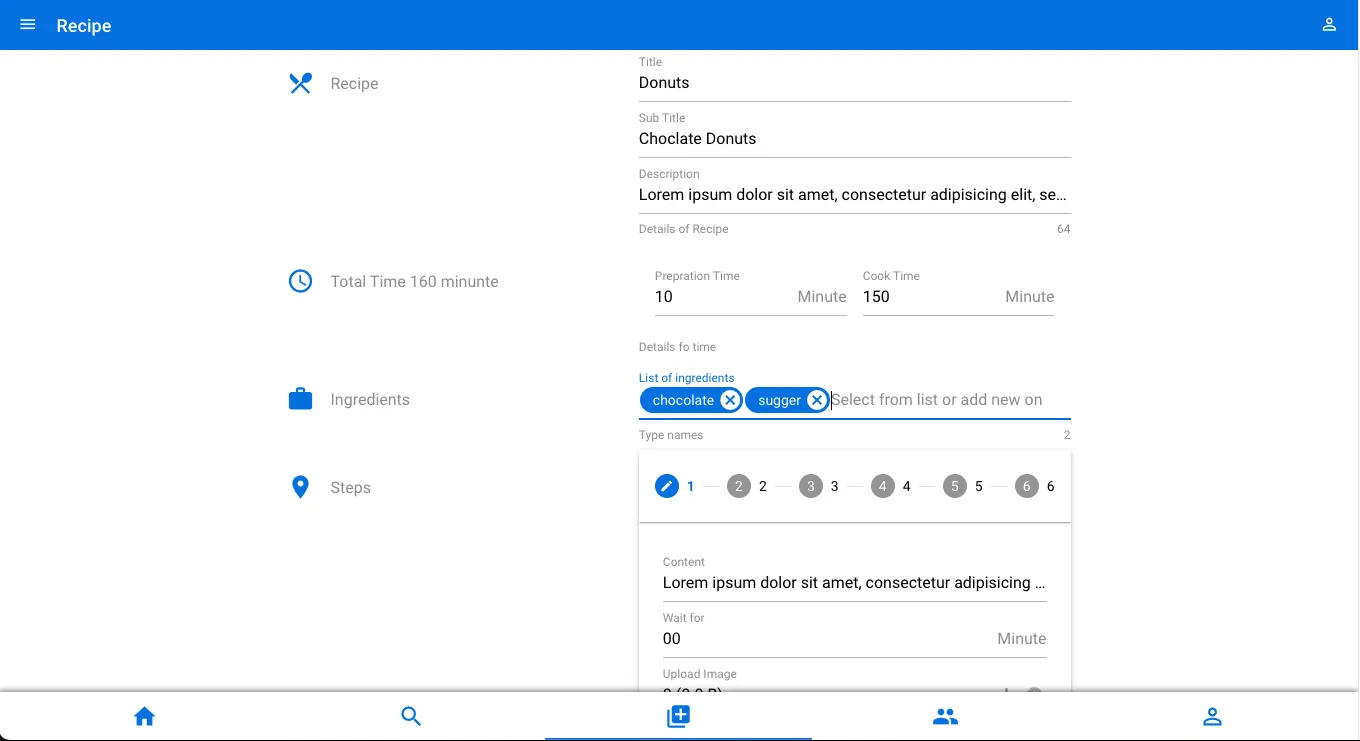 Recipe
Recipe
Title
Donuts
Sub Title
Choclate Donuts
Description
Lorem ipsum dolor sit amet, consectetur adipisicing elit, se...
Details of Recipe 64
Total Time 160 minunte
Prepration Time Cook Time
10 Minute 150 Minute
Details fo time
Ingredients
List of ingredients
chocolate sugger Select from list or add new on
Type names 2
Steps
1 2 2 3 3 4 4 5 5 6 6
Content
Lorem ipsum dolor sit amet, consectetur adipisicing ...
Wait for
00 Minute
Upload Image